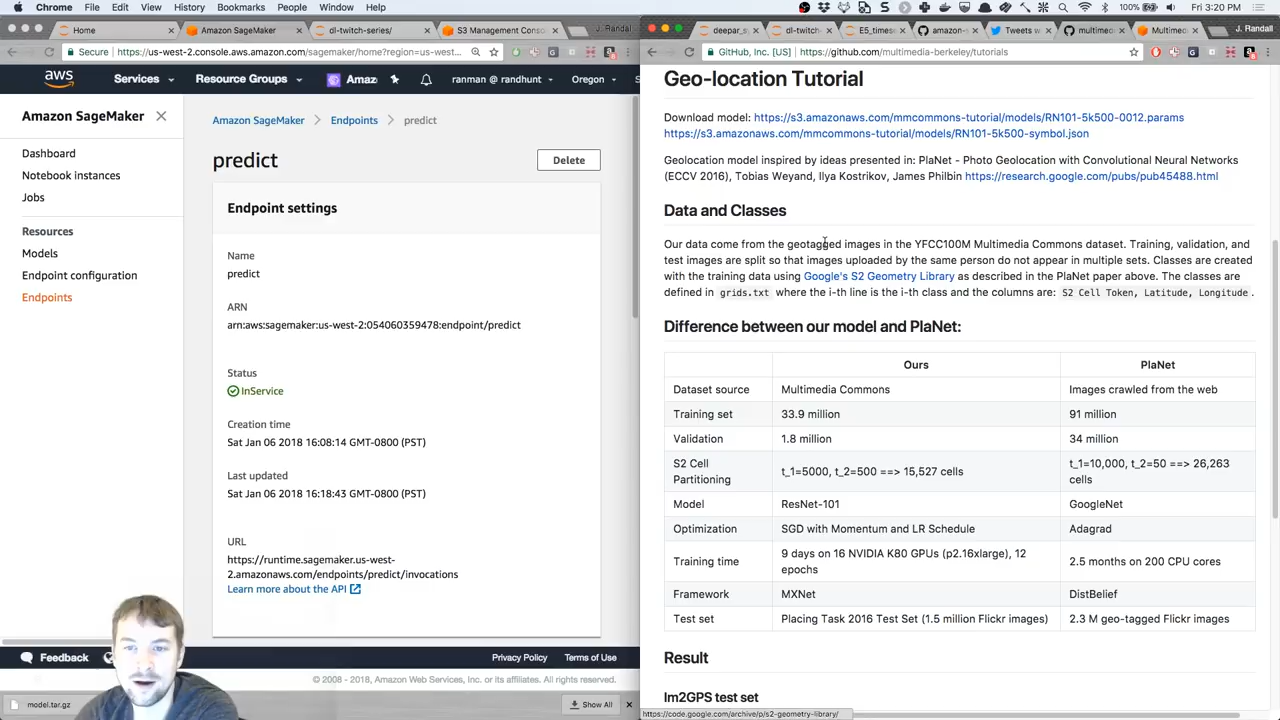 Chrome File Edit View History Bookmarks People Window Help
100% Fri 3:20 PM J. Randall
Home
Amazon SageMaker
dl-twitch-series/
S3 Management Conso
J. Randall
Secure https://us-west-2.console.aws.amazon.com/sagemaker/home?region=us-west...
aws Services Resource Groups Amaz ranman @ randhunt Oregon S
Amazon SageMaker
Dashboard
Notebook instances
Jobs
Resources
Models
Endpoint configuration
Endpoints
Amazon SageMaker Endpoints predict
predict
Delete
Endpoint settings
Name
predict
ARN
arn:aws:sagemaker:us-west-2:054060359478:endpoint/predict
Status
InService
Creation time
Sat Jan 06 2018 16:08:14 GMT-0800 (PST)
Last updated
Sat Jan 06 2018 16:18:43 GMT-0800 (PST)
URL
https://runtime.sagemaker.us-west-
2.amazonaws.com/endpoints/predict/invocations
Learn more about the API
Feedback
Privacy Policy Terms of Use
© 2008 - 2018, Amazon Web Services, Inc. or its affiliates. All rights reserved.
model.tar.gz
Show All
deepar_s
dl-twitch
E5_times
amazon-s
Tweets w
multimed
Multimed
J. Randall
GitHub, Inc. [US] https://github.com/multimedia-berkeley/tutorials
Geo-location Tutorial
Download model: https://s3.amazonaws.com/mmcommons-tutorial/models/RN101-5k500-0012.params
https://s3.amazonaws.com/mmcommons-tutorial/models/RN101-5k500-symbol.json
Geolocation model inspired by ideas presented in: PlaNet - Photo Geolocation with Convolutional Neural Networks
(ECCV 2016), Tobias Weyand, Ilya Kostrikov, James Philbin https://research.google.com/pubs/pub45488.html
Data and Classes
Our data come from the geotagged images in the YFCC100M Multimedia Commons dataset. Training, validation, and
test images are split so that images uploaded by the same person do not appear in multiple sets. Classes are created
with the training data using Google's S2 Geometry Library as described in the PlaNet paper above. The classes are
defined in grids.txt where the i-th line is the i-th class and the columns are: S2 Cell Token, Latitude, Longitude.
Difference between our model and PlaNet:
Ours PlaNet
Dataset source Multimedia Commons Images crawled from the web
Training set 33.9 million 91 million
Validation 1.8 million 34 million
S2 Cell Partitioning t_1=5000, t_2=500 ==> 15,527 cells t_1=10,000, t_2=50 ==> 26,263 cells
Model ResNet-101 GoogleNet
Optimization SGD with Momentum and LR Schedule Adagrad
Training time 9 days on 16 NVIDIA K80 GPUs (p2.16xlarge), 12 epochs 2.5 months on 200 CPU cores
Framework MXNet DistBelief
Test set Placing Task 2016 Test Set (1.5 million Flickr images) 2.3 M geo-tagged Flickr images
Result
Im2GPS test set
https://code.google.com/archive/p/s2-geometry-library/